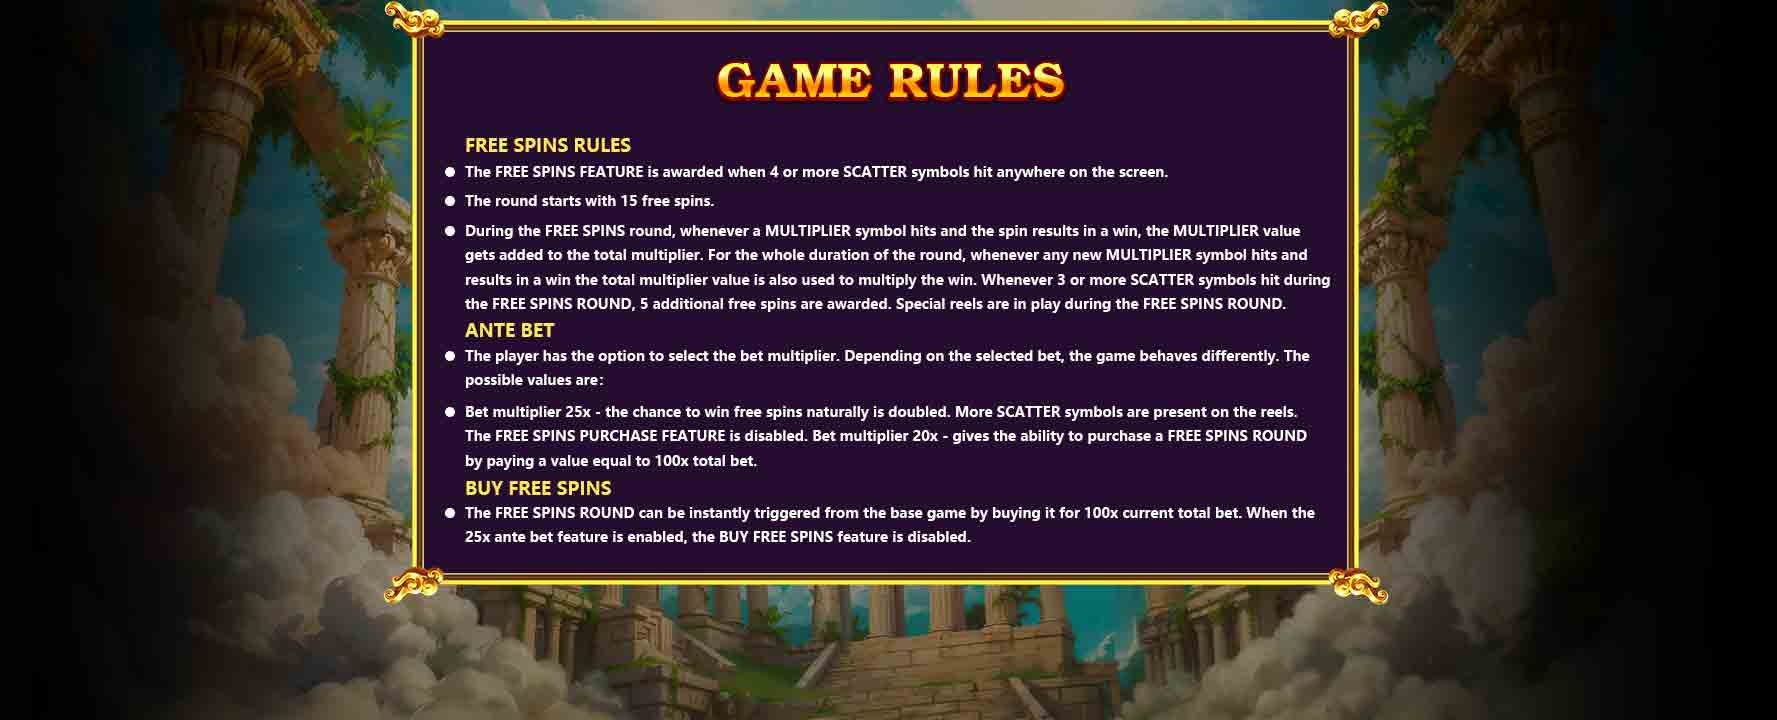 GAME RULES
FREE SPINS RULES
The FREE SPINS FEATURE is awarded when 4 or more SCATTER symbols hit anywhere on the screen.
The round starts with 15 free spins.
During the FREE SPINS round, whenever a MULTIPLIER symbol hits and the spin results in a win, the MULTIPLIER value
gets added to the total multiplier. For the whole duration of the round, whenever any new MULTIPLIER symbol hits and
results in a win the total multiplier value is also used to multiply the win. Whenever 3 or more SCATTER symbols hit during
the FREE SPINS ROUND, 5 additional free spins are awarded. Special reels are in play during the FREE SPINS ROUND.
ANTE BET
The player has the option to select the bet multiplier. Depending on the selected bet, the game behaves differently. The
possible values are:
Bet multiplier 25x - the chance to win free spins naturally is doubled. More SCATTER symbols are present on the reels.
The FREE SPINS PURCHASE FEATURE is disabled. Bet multiplier 20x - gives the ability to purchase a FREE SPINS ROUND
by paying a value equal to 100x total bet.
BUY FREE SPINS
The FREE SPINS ROUND can be instantly triggered from the base game by buying it for 100x current total bet. When the
25x ante bet feature is enabled, the BUY FREE SPINS feature is disabled.